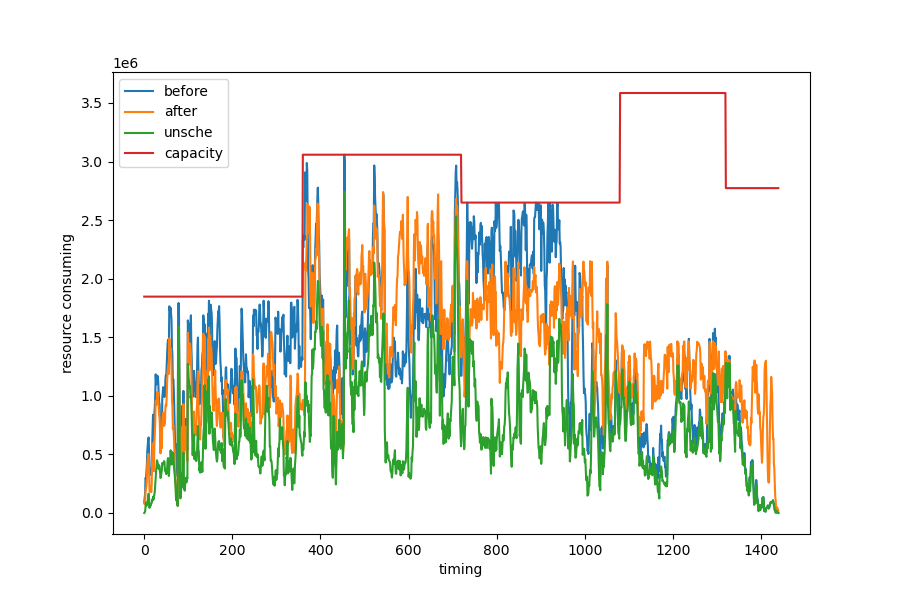 1e6
before
after
unsche
capacity
3.5
3.0
2.5
2.0
1.5
1.0
0.5
0.0
resource consuming
0 200 400 600 800 1000 1200 1400
timing